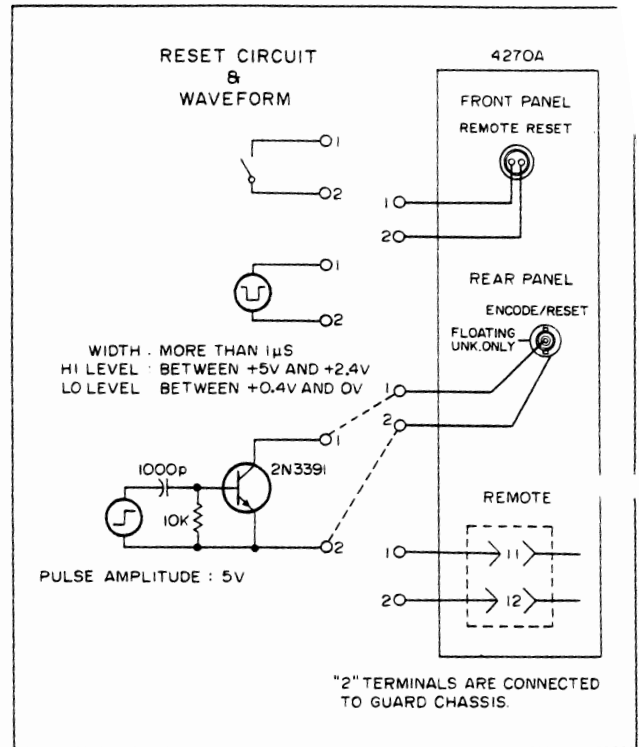 RESET CIRCUIT
&
WAVEFORM
1
2
1
2
WIDTH . MORE THAN 1µS
HI LEVEL : BETWEEN +5V AND +2.4V
LO LEVEL : BETWEEN +0.4V AND 0V
1000p
2N3391
10K
1
2
PULSE AMPLITUDE : 5V
4270A
FRONT PANEL
REMOTE RESET
1
2
REAR PANEL
ENCODE/RESET
FLOATING
UNK.ONLY
1
2
REMOTE
1
11
2
12
"2" TERMINALS ARE CONNECTED
TO GUARD CHASSIS.